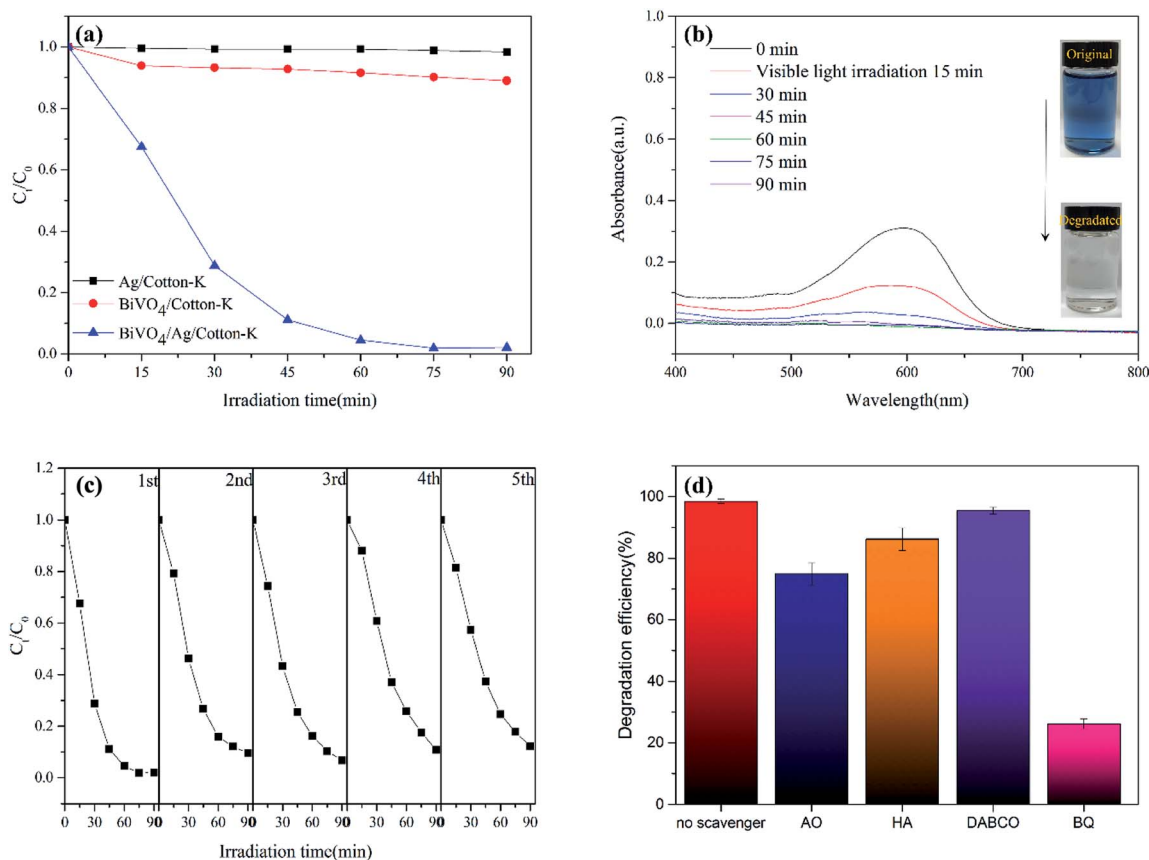 (a)
1.0
0.8
0.6
0.4
0.2
0.0
Cₜ/C₀
Ag/Cotton-K
BiVO₄/Cotton-K
BiVO₄/Ag/Cotton-K
0 15 30 45 60 75 90
Irradiation time(min)
(b)
1.0
0.8
0.6
0.4
0.2
0.0
Absorbance(a.u.)
0 min
Visible light irradiation 15 min
30 min
45 min
60 min
75 min
90 min
Original
Degradated
400 500 600 700 800
Wavelength(nm)
(c)
1st 2nd 3rd 4th 5th
1.2
1.0
0.8
0.6
0.4
0.2
0.0
Cₜ/C₀
0 30 60 90 0 30 60 90 0 30 60 90 0 30 60 90 0 30 60 90
Irradiation time(min)
(d)
100
80
60
40
20
0
Degradation efficiency(%)
no scavenger AO HA DABCO BQ